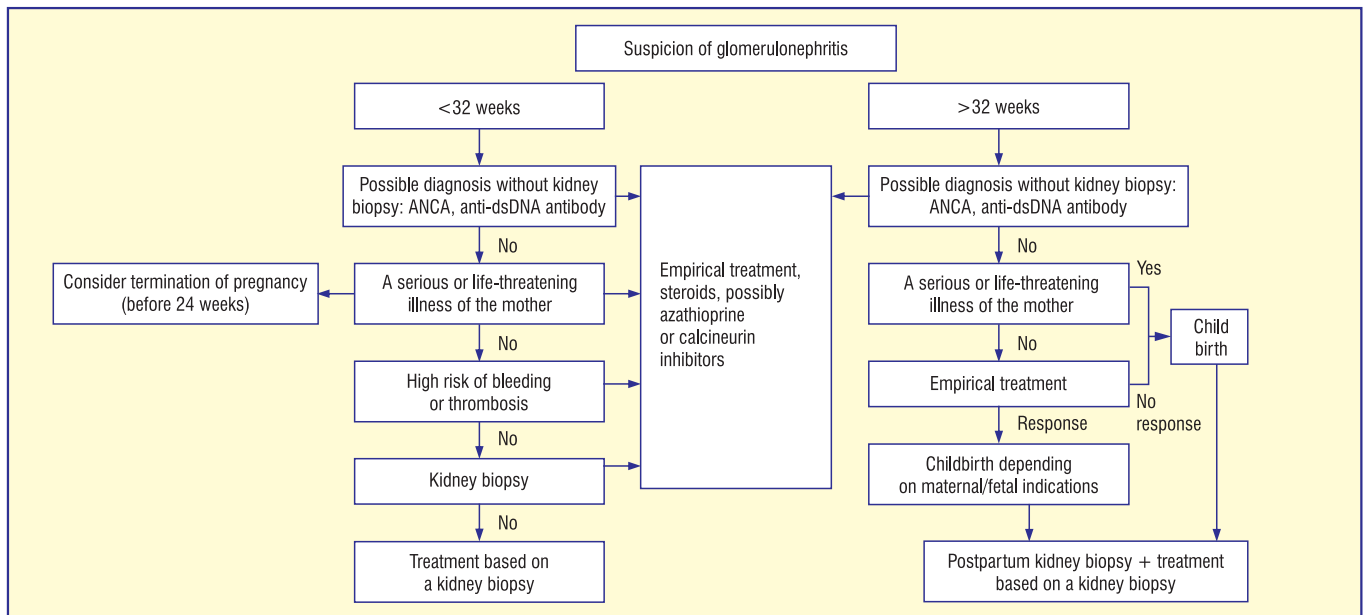 Suspicion of glomerulonephritis
<32 weeks
>32 weeks
Possible diagnosis without kidney
biopsy: ANCA, anti-dsDNA antibody
Possible diagnosis without kidney biopsy:
ANCA, anti-dsDNA antibody
No
No
Consider termination of pregnancy
(before 24 weeks)
A serious or life-threatening
illness of the mother
Empirical treatment,
steroids, possibly
azathioprine
or calcineurin
inhibitors
A serious or life-threatening
illness of the mother
Yes
Child
birth
No
No
High risk of bleeding
or thrombosis
Empirical treatment
No
response
No
Response
Kidney biopsy
Childbirth depending
on maternal/fetal indications
No
Treatment based on
a kidney biopsy
Postpartum kidney biopsy + treatment
based on a kidney biopsy